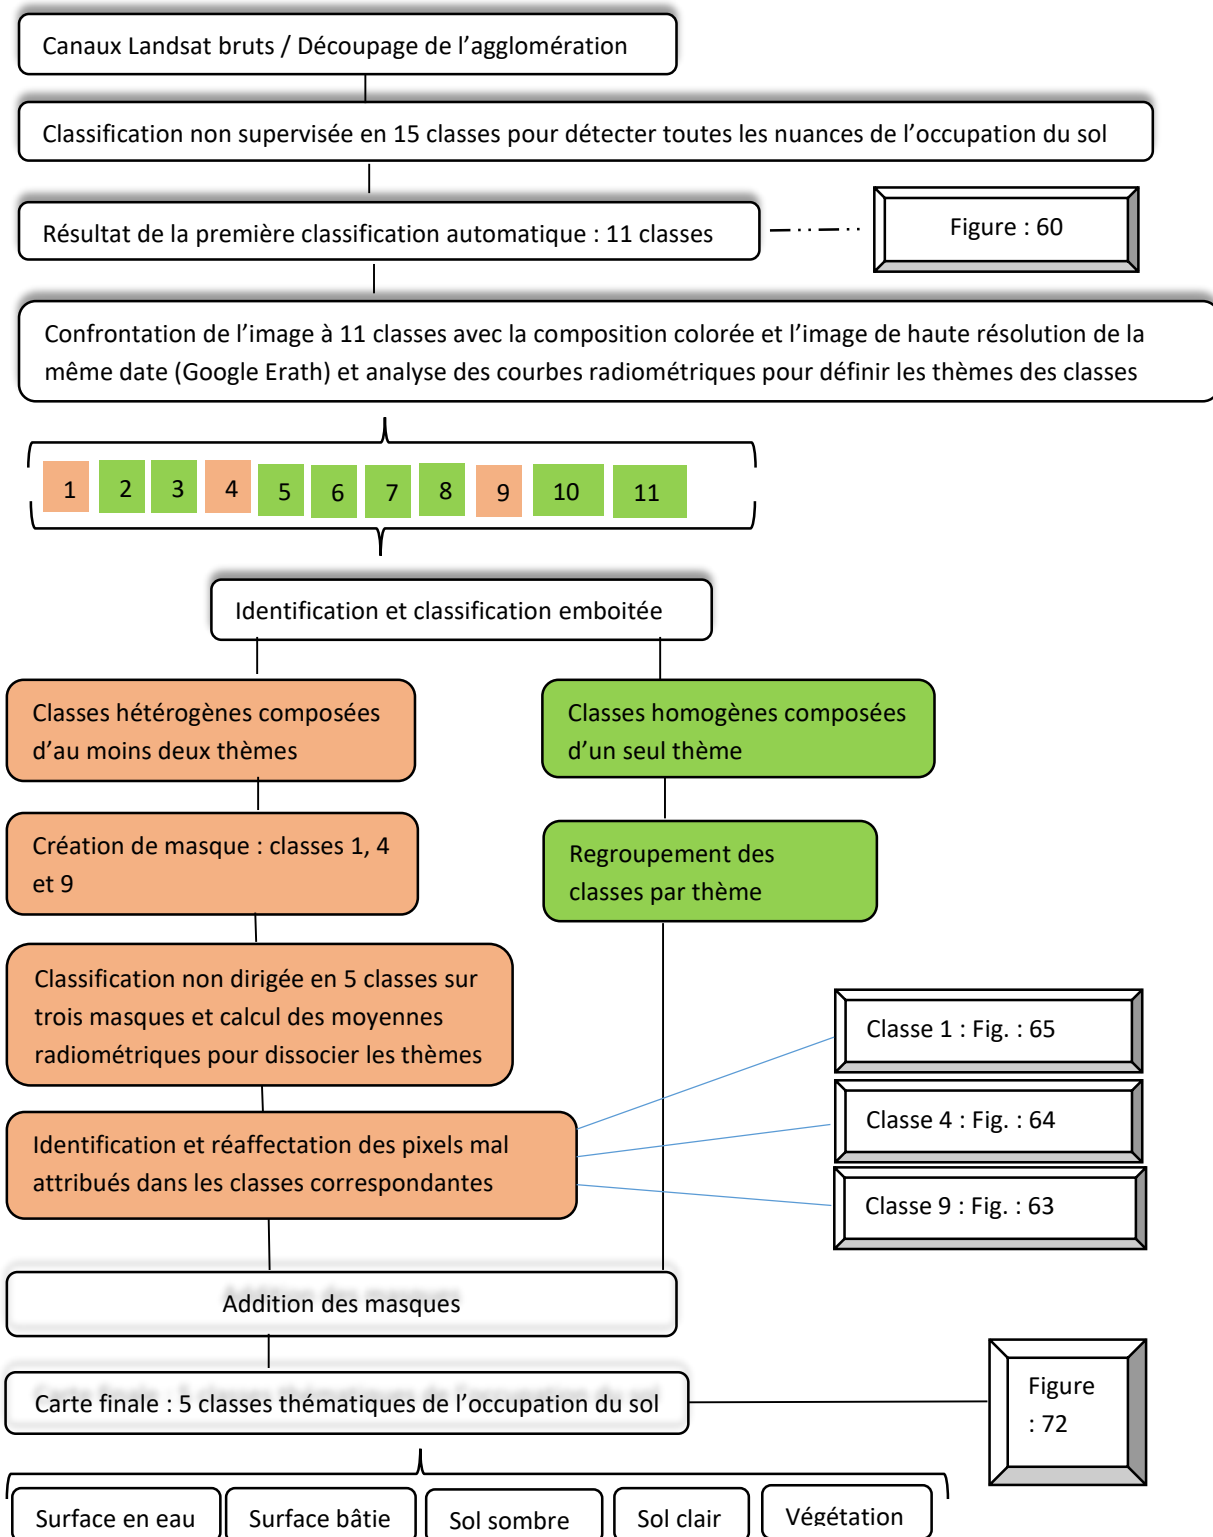 Canaux Landsat bruts / Découpage de l’agglomération
Classification non supervisée en 15 classes pour détecter toutes les nuances de l’occupation du sol
Résultat de la première classification automatique : 11 classes
Figure : 60
Confrontation de l’image à 11 classes avec la composition colorée et l’image de haute résolution de la
même date (Google Erath) et analyse des courbes radiométriques pour définir les thèmes des classes
1 2 3 4 5 6 7 8 9 10 11
Identification et classification emboitée
Classes hétérogènes composées
d’au moins deux thèmes
Classes homogènes composées
d’un seul thème
Création de masque : classes 1, 4
et 9
Regroupement des
classes par thème
Classification non dirigée en 5 classes sur
trois masques et calcul des moyennes
radiométriques pour dissocier les thèmes
Classe 1 : Fig. : 65
Identification et réaffectation des pixels mal
attribués dans les classes correspondantes
Classe 4 : Fig. : 64
Classe 9 : Fig. : 63
Addition des masques
Carte finale : 5 classes thématiques de l’occupation du sol
Figure
: 72
Surface en eau
Surface bâtie
Sol sombre
Sol clair
Végétation